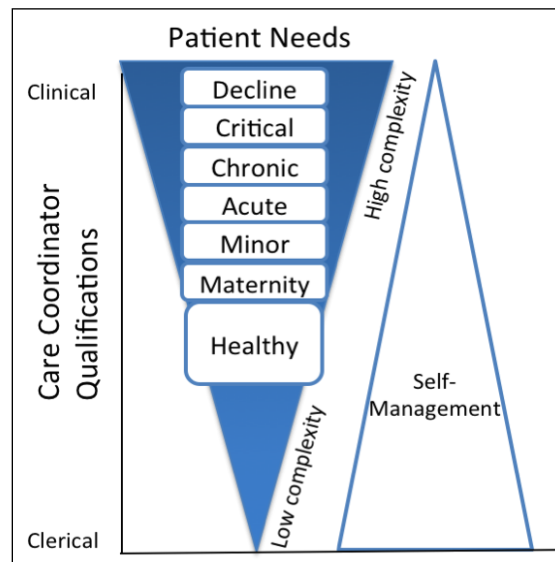 Patient Needs
Clinical
Decline
Critical
Chronic
Acute
Minor
Maternity
Healthy
High complexity
Low complexity
Care Coordinator
Qualifications
Self-
Management
Clerical